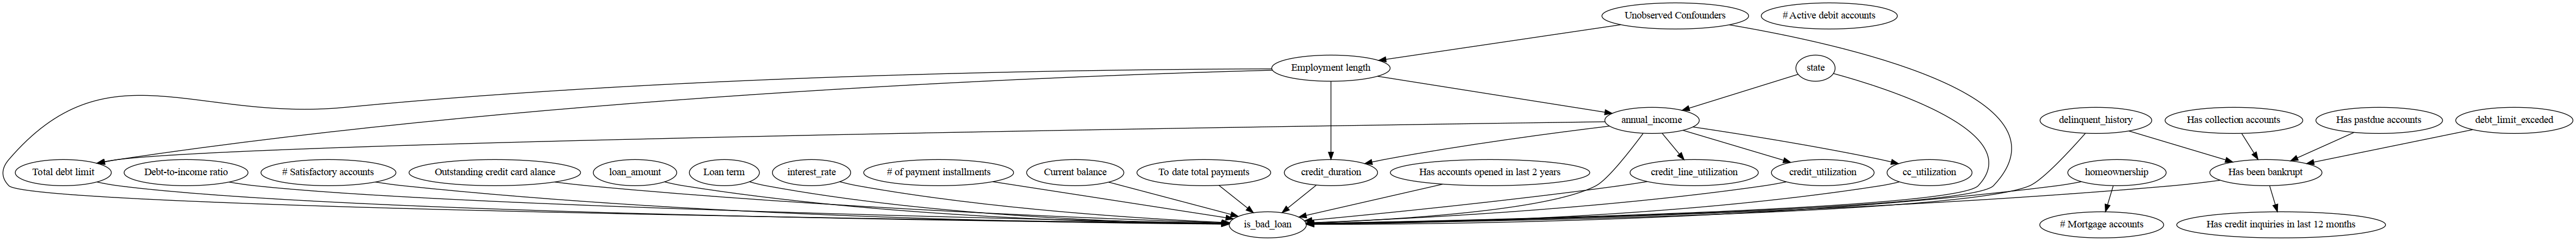 Unobserved Confounders
# Active debit accounts
Employment length
state
annual_income
delinquent_history
Has collection accounts
Has pastdue accounts
debt_limit_exceded
Total debt limit
Debt-to-income ratio
# Satisfactory accounts
Outstanding credit card alance
loan_amount
Loan term
interest_rate
# of payment installments
Current balance
To date total payments
credit_duration
Has accounts opened in last 2 years
credit_line_utilization
credit_utilization
cc_utilization
homeownership
Has been bankrupt
is_bad_loan
# Mortgage accounts
Has credit inquiries in last 12 months